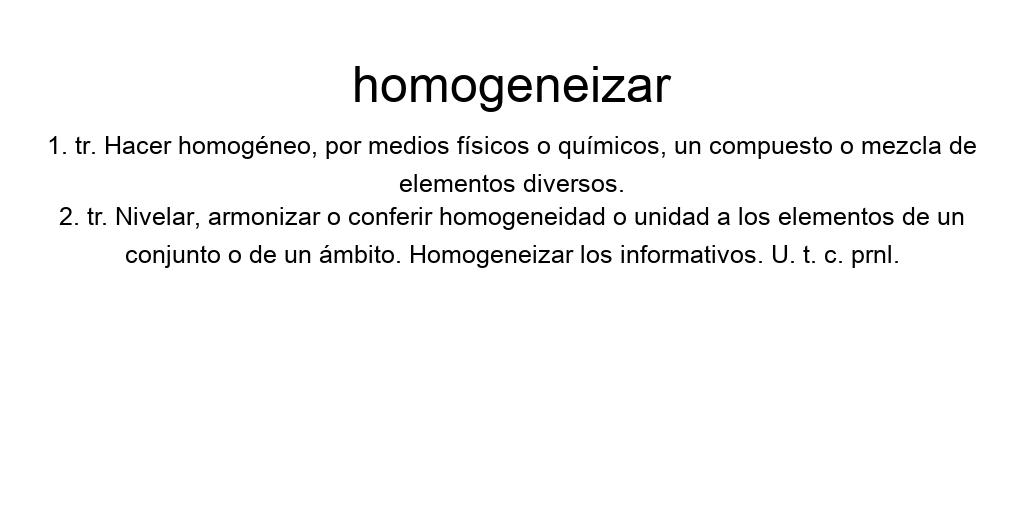 homogeneizar
1. tr. Hacer homogéneo, por medios físicos o químicos, un compuesto o mezcla de
elementos diversos.
2. tr. Nivelar, armonizar o conferir homogeneidad o unidad a los elementos de un
conjunto o de un ámbito. Homogeneizar los informativos. U. t. c. prnl.